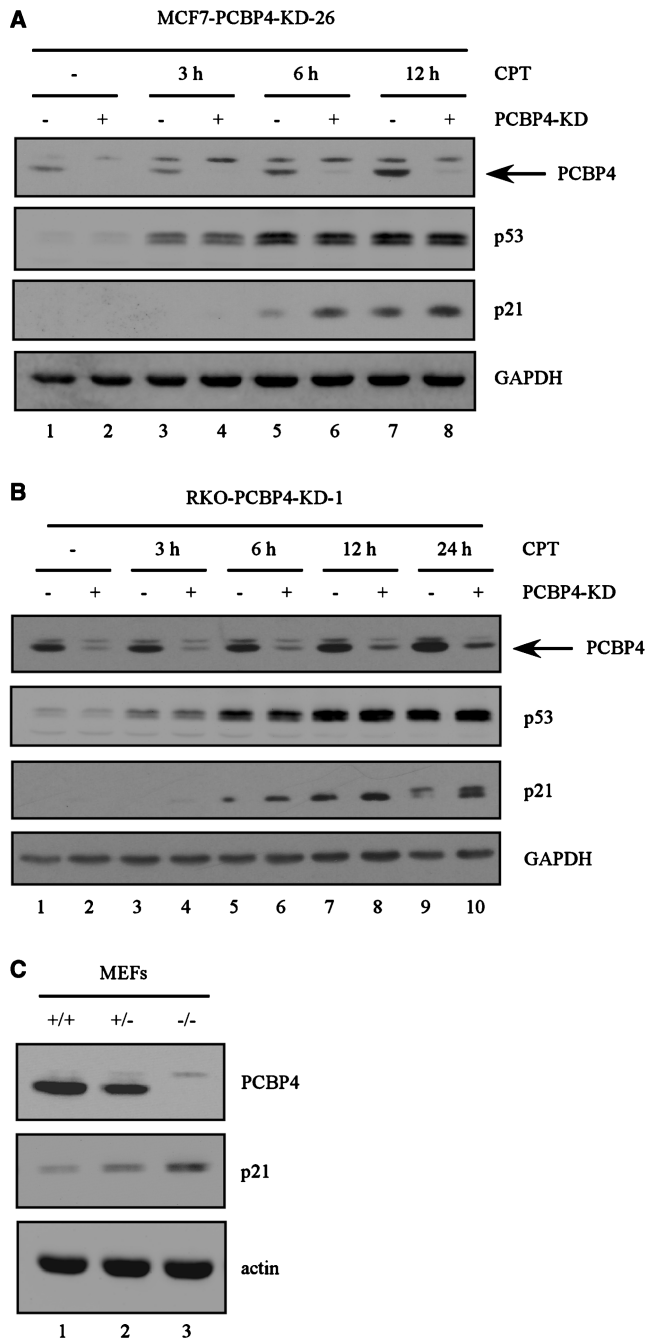 A
MCF7-PCBP4-KD-26
- 3 h 6 h 12 h CPT
- + - + - + - + PCBP4-KD
PCBP4
p53
p21
GAPDH
1 2 3 4 5 6 7 8
B
RKO-PCBP4-KD-1
- 3 h 6 h 12 h 24 h CPT
- + - + - + - + - + PCBP4-KD
PCBP4
p53
p21
GAPDH
1 2 3 4 5 6 7 8 9 10
C
MEFs
+/+ +/- -/-
PCBP4
p21
actin
1 2 3